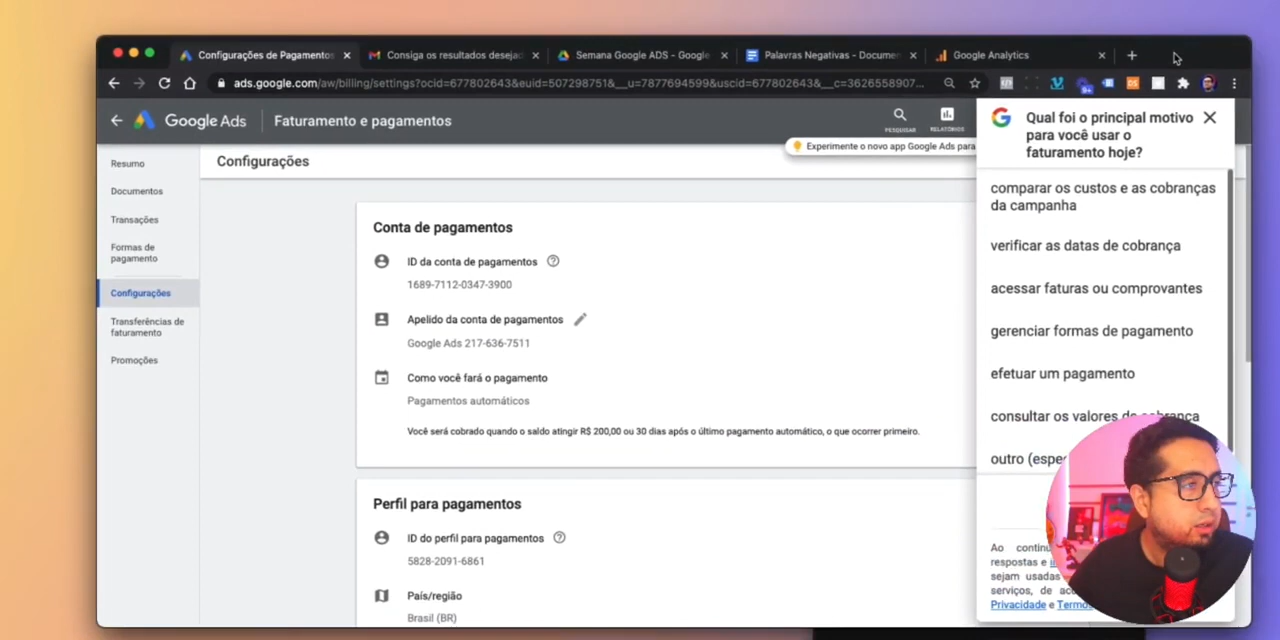 Configurações de Pagamentos
Consiga os resultados desejad
Semana Google ADS - Google
Palavras Negativas - Documen
Google Analytics
ads.google.com/aw/billing/settings?ocid=677802643&euid=507298751&__u=7877694599&uscid=677802643&__c=3626558907...
Google Ads
Faturamento e pagamentos
PESQUISAR
RELATÓRIOS
Experimente o novo app Google Ads para
Resumo
Documentos
Transações
Formas de
pagamento
Configurações
Transferências de
faturamento
Promoções
Configurações
Conta de pagamentos
ID da conta de pagamentos
1689-7112-0347-3900
Apelido da conta de pagamentos
Google Ads 217-636-7511
Como você fará o pagamento
Pagamentos automáticos
Você será cobrado quando o saldo atingir R$ 200,00 ou 30 dias após o último pagamento automático, o que ocorrer primeiro.
Perfil para pagamentos
ID do perfil para pagamentos
5828-2091-6861
País/região
Brasil (BR)
Qual foi o principal motivo
para você usar o
faturamento hoje?
comparar os custos e as cobranças
da campanha
verificar as datas de cobrança
acessar faturas ou comprovantes
gerenciar formas de pagamento
efetuar um pagamento
consultar os valores de cobrança
outro (espe
Ao continu
respostas e
sejam usadas
serviços, de aco
Privacidade e Termos